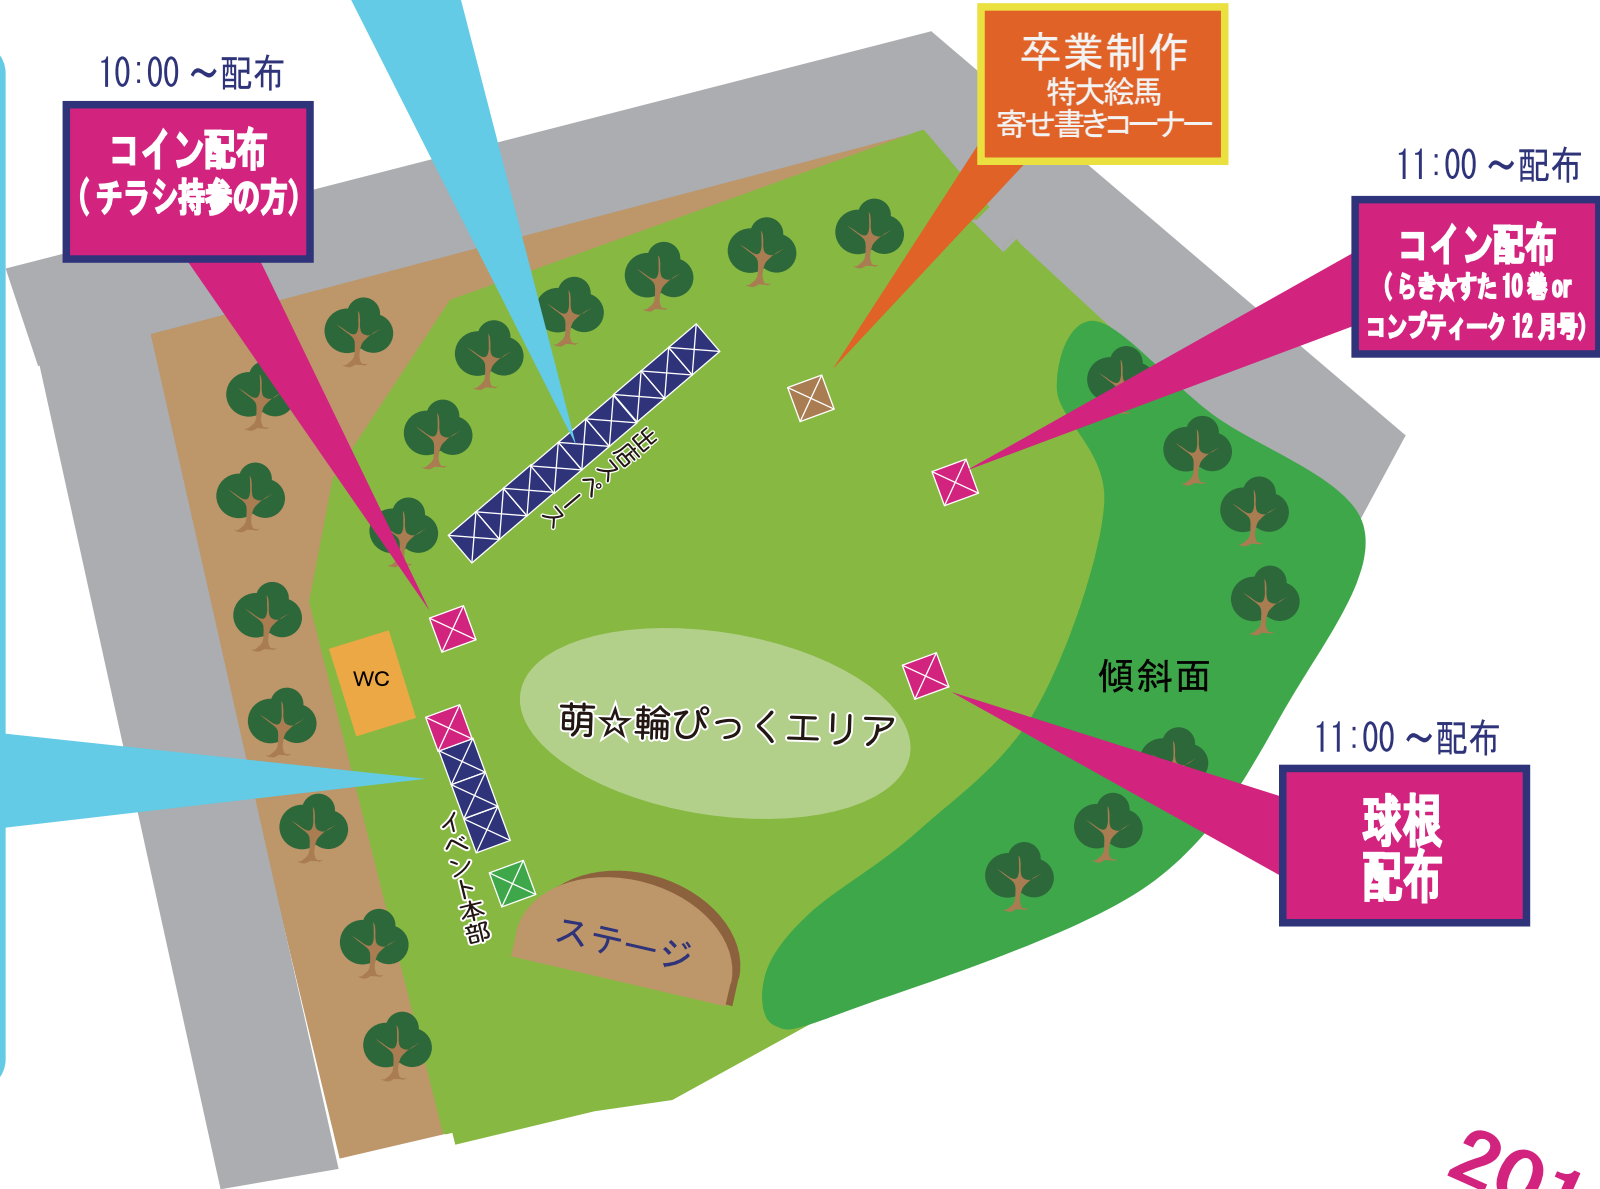 10:00 ～配布
コイン配布
(チラシ持参の方)
卒業制作
特大絵馬
寄せ書きコーナー
11:00 ～配布
コイン配布
(らき☆すた 10 巻 or
コンプティーク 12 月号)
出店スペース
WC
萌☆輪ぴっくエリア
傾斜面
11:00 ～配布
球根
配布
イベント本部
ステージ
201